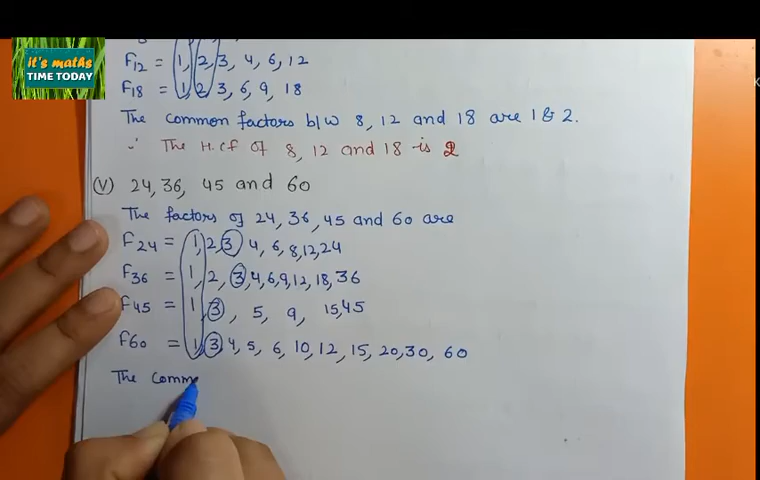 it's maths
TIME TODAY
F12 = 1, 2, 3, 4, 6, 12
F18 = 1, 2, 3, 6, 9, 18
The common factors b/w 8, 12 and 18 are 1 & 2.
∴ The H.C.f of 8, 12 and 18 is 2
(V) 24, 36, 45 and 60
The factors of 24, 36, 45 and 60 are
F24 = 1, 2, 3, 4, 6, 8, 12, 24
F36 = 1, 2, 3, 4, 6, 9, 12, 18, 36
F45 = 1, 3, 5, 9, 15, 45
F60 = 1, 3, 4, 5, 6, 10, 12, 15, 20, 30, 60
The comm